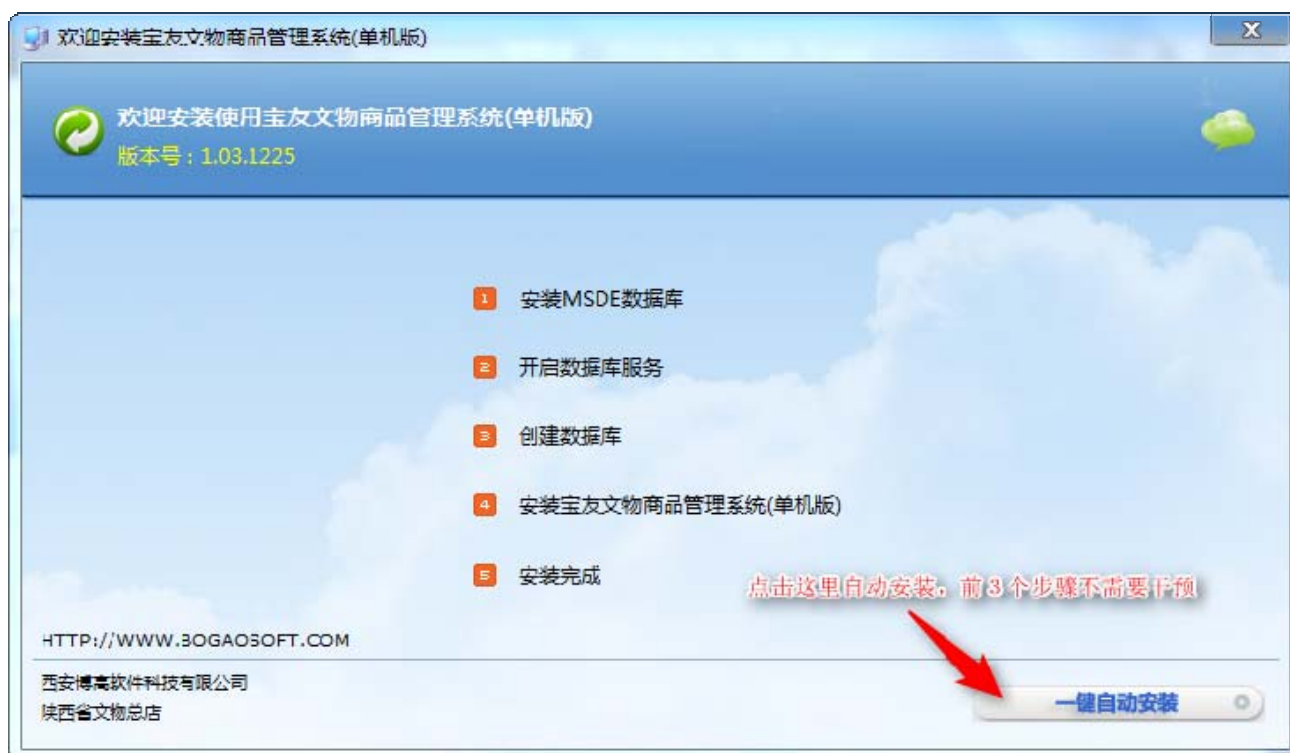 欢迎安装宝友文物商品管理系统(单机版)
欢迎安装使用宝友文物商品管理系统(单机版)
版本号：1.03.1225
1 安装MSDE数据库
2 开启数据库服务
3 创建数据库
4 安装宝友文物商品管理系统(单机版)
5 安装完成
点击这里自动安装。前3个步骤不需要干预
HTTP://WWW.BOGAOSOFT.COM
西安博高软件科技有限公司
陕西省文物总店
一键自动安装